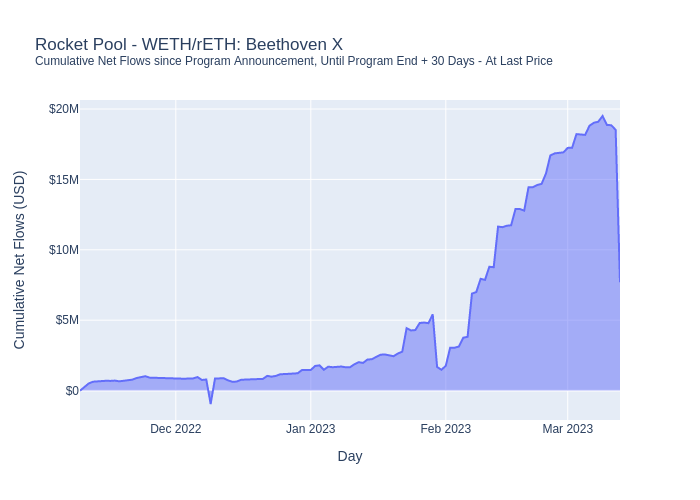 Rocket Pool - WETH/rETH: Beethoven X
Cumulative Net Flows since Program Announcement, Until Program End + 30 Days - At Last Price
$20M
$15M
$10M
$5M
$0
Cumulative Net Flows (USD)
Dec 2022
Jan 2023
Feb 2023
Mar 2023
Day